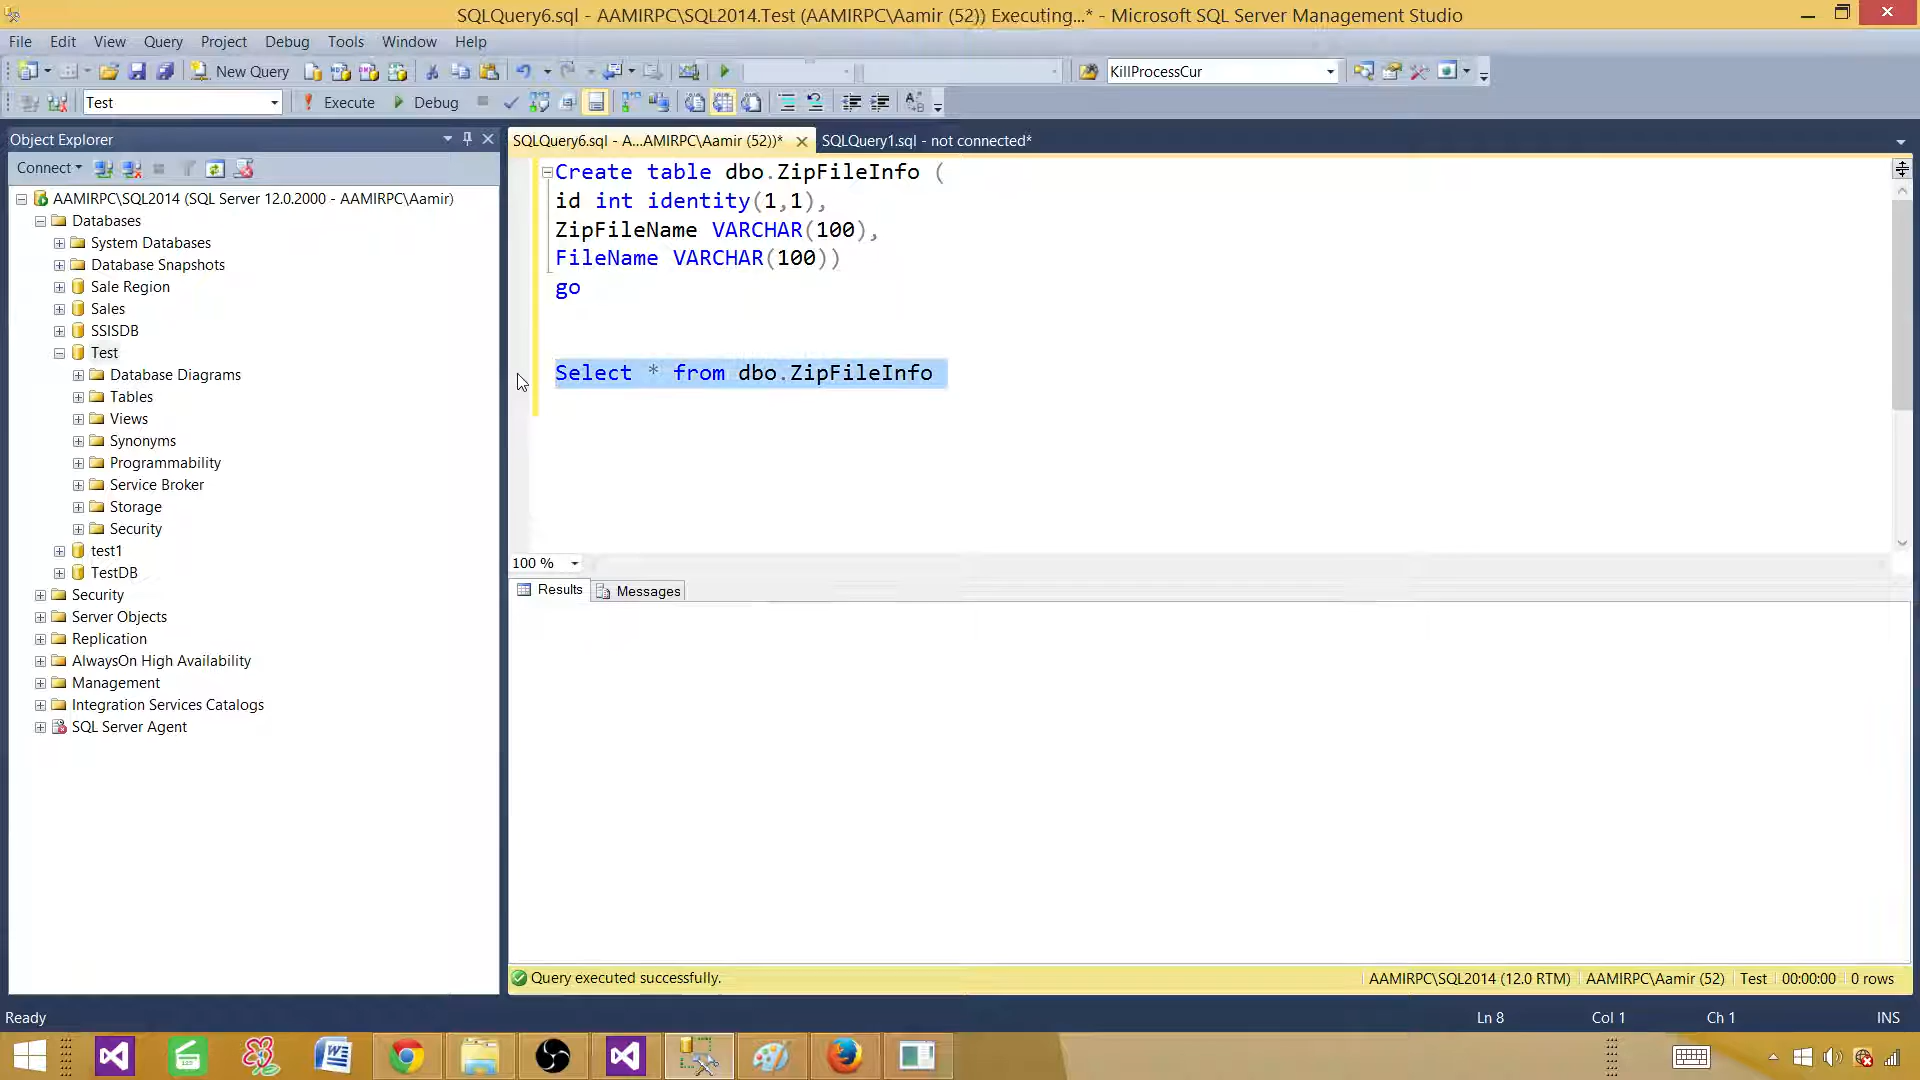 SQLQuery6.sql - AAMIRPC\SQL2014.Test (AAMIRPC\Aamir (52)) Executing...* - Microsoft SQL Server Management Studio
File Edit View Query Project Debug Tools Window Help
New Query KillProcessCur
Test Execute Debug
Object Explorer
Connect
AAMIRPC\SQL2014 (SQL Server 12.0.2000 - AAMIRPC\Aamir)
Databases
System Databases
Database Snapshots
Sale Region
Sales
SSISDB
Test
Database Diagrams
Tables
Views
Synonyms
Programmability
Service Broker
Storage
Security
test1
TestDB
Security
Server Objects
Replication
AlwaysOn High Availability
Management
Integration Services Catalogs
SQL Server Agent
SQLQuery6.sql - A...AMIRPC\Aamir (52))* SQLQuery1.sql - not connected*
Create table dbo.ZipFileInfo (
id int identity(1,1),
ZipFileName VARCHAR(100),
FileName VARCHAR(100))
go
Select * from dbo.ZipFileInfo
100 %
Results Messages
Query executed successfully. AAMIRPC\SQL2014 (12.0 RTM) AAMIRPC\Aamir (52) Test 00:00:00 0 rows
Ready Ln 8 Col 1 Ch 1 INS